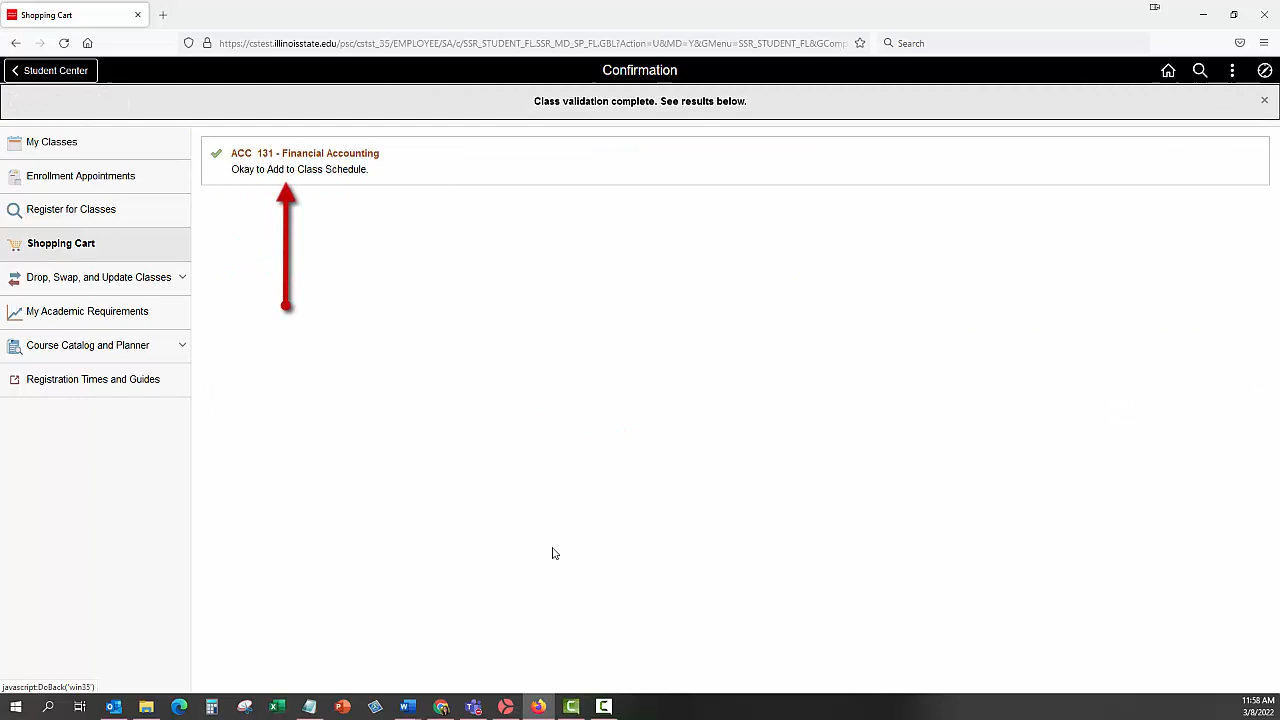 Shopping Cart
https://cstest.illinoisstate.edu/psc/cstst_35/EMPLOYEE/SA/c/SSR_STUDENT_FL.SSR_MD_SP_FL.GBL?Action=U&MD=Y&GMenu=SSR_STUDENT_FL&GComp
Search
Student Center
Confirmation
Class validation complete. See results below.
My Classes
ACC 131 - Financial Accounting
Okay to Add to Class Schedule.
Enrollment Appointments
Register for Classes
Shopping Cart
Drop, Swap, and Update Classes
My Academic Requirements
Course Catalog and Planner
Registration Times and Guides
javascript:DoBack('win35')
11:58 AM
3/8/2022